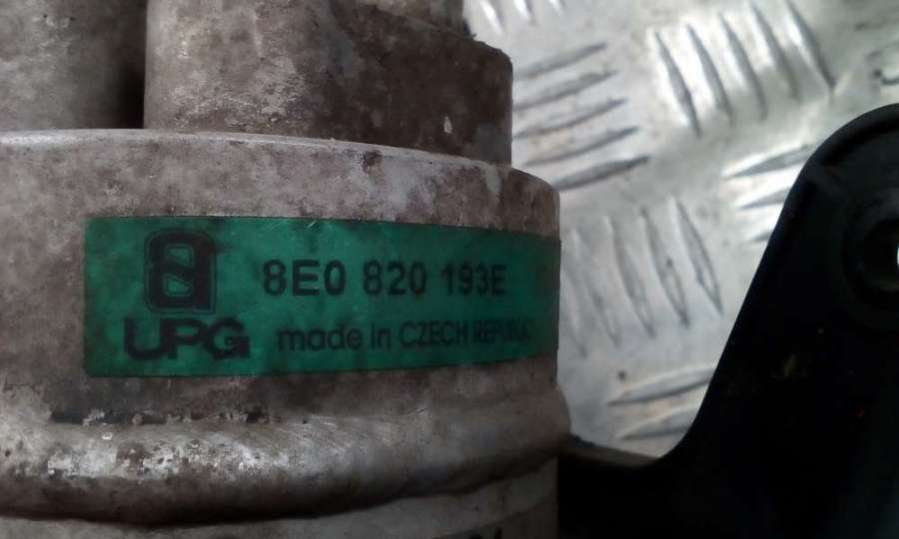 8E0 820 193E
UPG
made in CZECH REPUBLIC